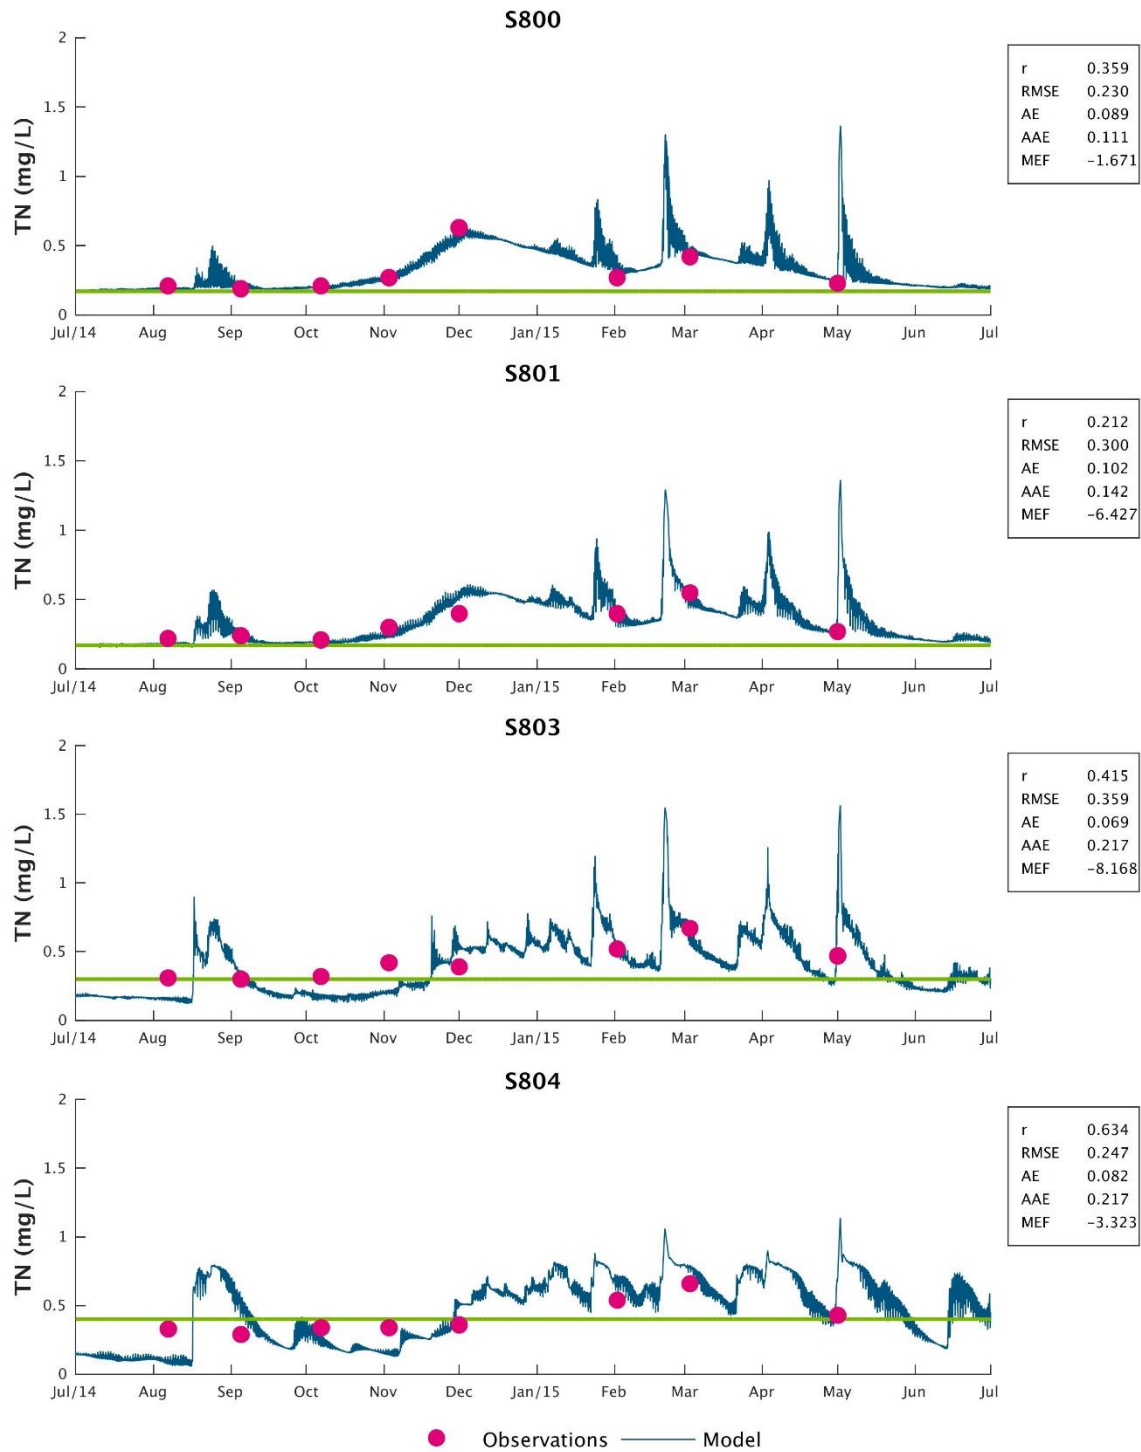 S800
TN (mg/L)
2
1.5
1
0.5
0
Jul/14 Aug Sep Oct Nov Dec Jan/15 Feb Mar Apr May Jun Jul
r 0.359
RMSE 0.230
AE 0.089
AAE 0.111
MEF −1.671
S801
TN (mg/L)
2
1.5
1
0.5
0
Jul/14 Aug Sep Oct Nov Dec Jan/15 Feb Mar Apr May Jun Jul
r 0.212
RMSE 0.300
AE 0.102
AAE 0.142
MEF −6.427
S803
TN (mg/L)
2
1.5
1
0.5
0
Jul/14 Aug Sep Oct Nov Dec Jan/15 Feb Mar Apr May Jun Jul
r 0.415
RMSE 0.359
AE 0.069
AAE 0.217
MEF −8.168
S804
TN (mg/L)
2
1.5
1
0.5
0
Jul/14 Aug Sep Oct Nov Dec Jan/15 Feb Mar Apr May Jun Jul
r 0.634
RMSE 0.247
AE 0.082
AAE 0.217
MEF −3.323
Observations Model